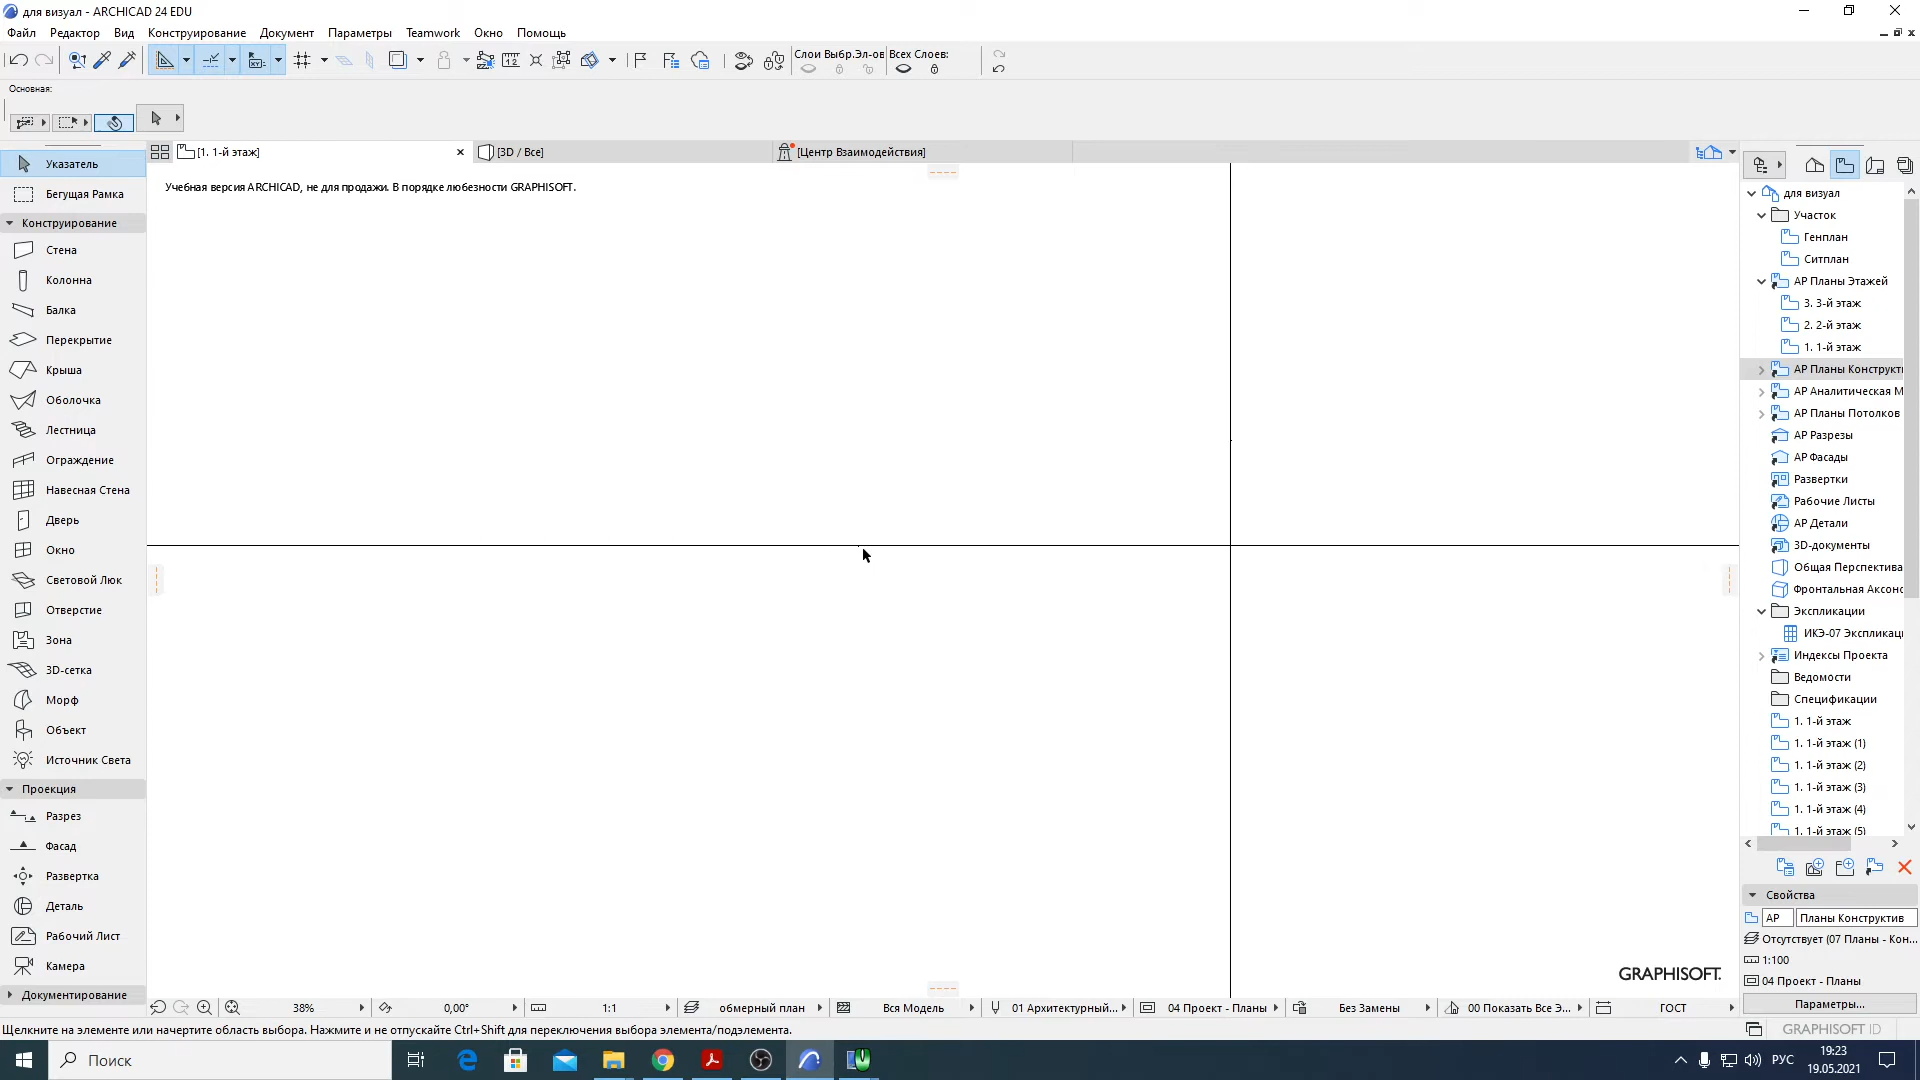 для визуал - ARCHICAD 24 EDU
Файл Редактор Вид Конструирование Документ Параметры Teamwork Окно Помощь
Слои Выбр.Эл-ов Всех Слоев:
Основная:
[1. 1-й этаж] [3D / Все] [Центр Взаимодействия]
Учебная версия ARCHICAD, не для продажи. В порядке любезности GRAPHISOFT.
Указатель
Бегущая Рамка
Конструирование
Стена
Колонна
Балка
Перекрытие
Крыша
Оболочка
Лестница
Ограждение
Навесная Стена
Дверь
Окно
Световой Люк
Отверстие
Зона
3D-сетка
Морф
Объект
Источник Света
Проекция
Разрез
Фасад
Развертка
Деталь
Рабочий Лист
Камера
Документирование
для визуал
Участок
Генплан
Ситплан
АР Планы Этажей
3. 3-й этаж
2. 2-й этаж
1. 1-й этаж
АР Планы Конструкти
АР Аналитическая М
АР Планы Потолков
АР Разрезы
АР Фасады
Развертки
Рабочие Листы
АР Детали
3D-документы
Общая Перспектива
Фронтальная Аксоно
Экспликации
ИКЭ-07 Экспликаци
Индексы Проекта
Ведомости
Спецификации
1. 1-й этаж
1. 1-й этаж (1)
1. 1-й этаж (2)
1. 1-й этаж (3)
1. 1-й этаж (4)
1. 1-й этаж (5)
Свойства
АР Планы Конструктив
Отсутствует (07 Планы - Кон...
1:100
04 Проект - Планы
Параметры...
GRAPHISOFT.
38% 0,00° 1:1 обмерный план Вся Модель 01 Архитектурный... 04 Проект - Планы Без Замены 00 Показать Все Э... ГОСТ
Щелкните на элементе или начертите область выбора. Нажмите и не отпускайте Ctrl+Shift для переключения выбора элемента/подэлемента.
GRAPHISOFT ID
Поиск
РУС
19:23
19.05.2021